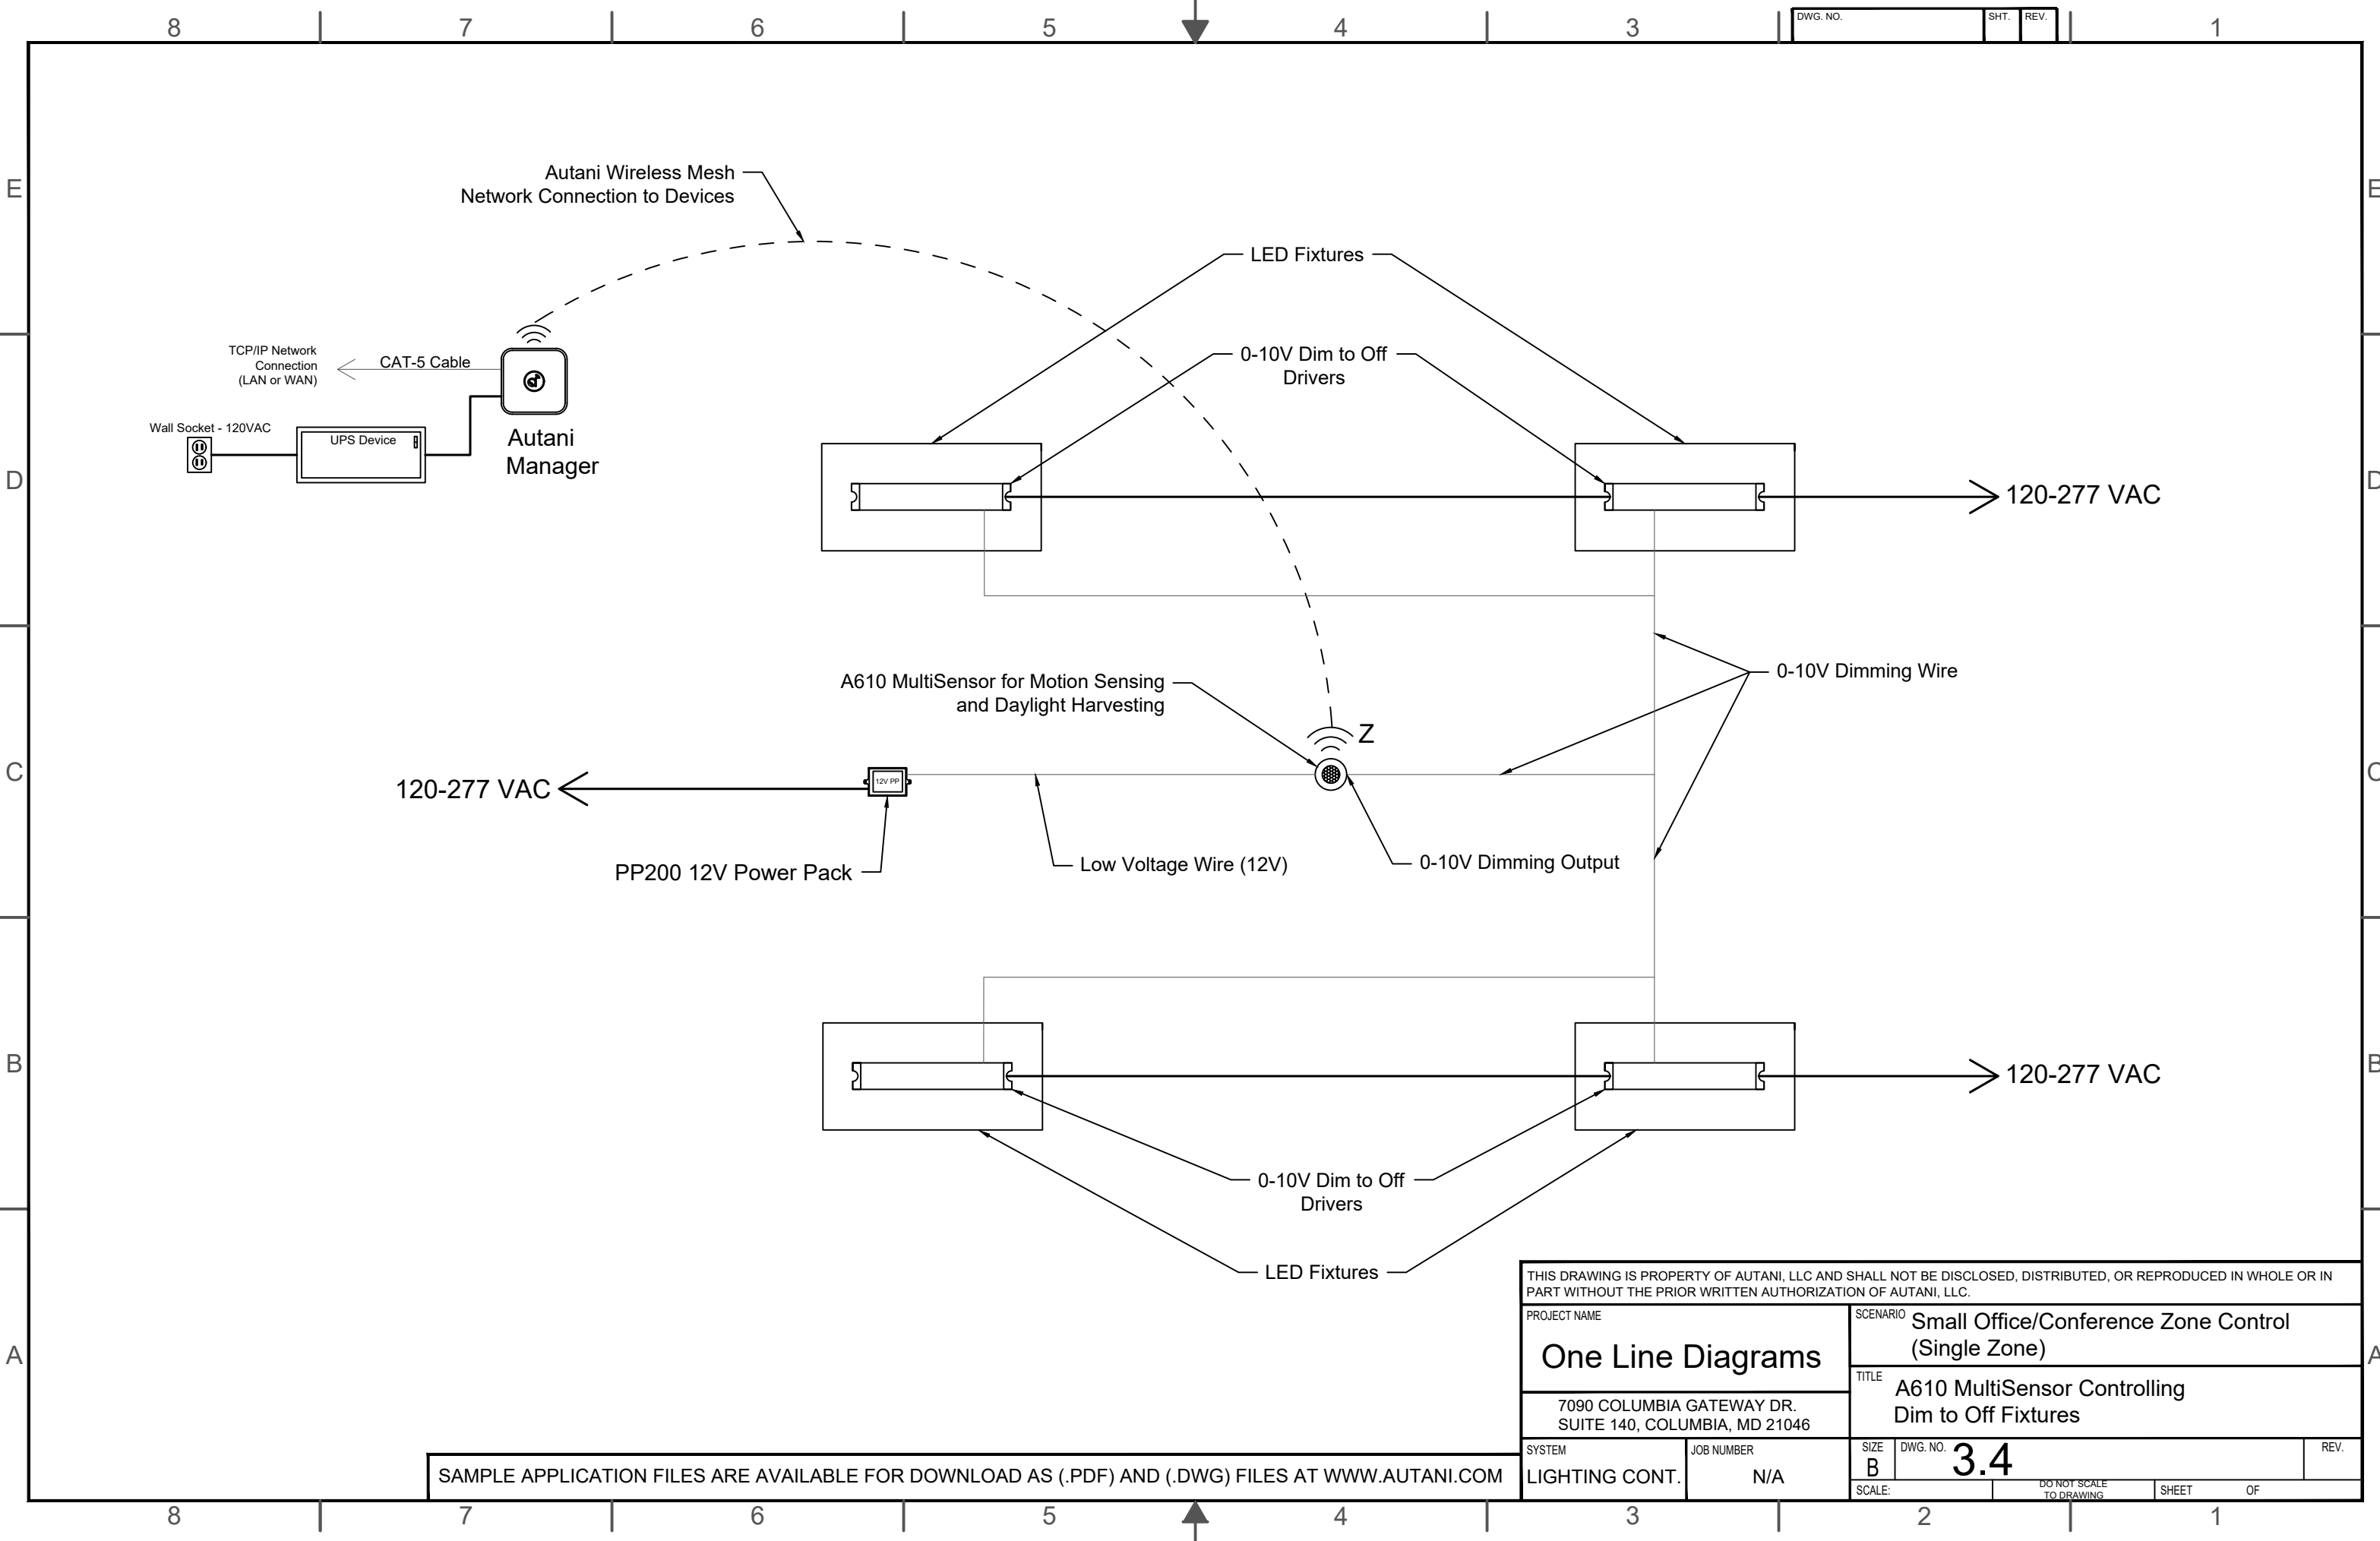 8 7 6 5 4 3 1
DWG. NO. SHT. REV.
E E
Autani Wireless Mesh
Network Connection to Devices
LED Fixtures
0-10V Dim to Off
Drivers
TCP/IP Network
Connection
(LAN or WAN)
CAT-5 Cable
Wall Socket - 120VAC
UPS Device
Autani
Manager
D D
120-277 VAC
A610 MultiSensor for Motion Sensing
and Daylight Harvesting
0-10V Dimming Wire
Z
C C
120-277 VAC
12V PP
PP200 12V Power Pack
Low Voltage Wire (12V)
0-10V Dimming Output
B B
120-277 VAC
0-10V Dim to Off
Drivers
LED Fixtures
A A
THIS DRAWING IS PROPERTY OF AUTANI, LLC AND SHALL NOT BE DISCLOSED, DISTRIBUTED, OR REPRODUCED IN WHOLE OR IN
PART WITHOUT THE PRIOR WRITTEN AUTHORIZATION OF AUTANI, LLC.
PROJECT NAME
One Line Diagrams
SCENARIO Small Office/Conference Zone Control
(Single Zone)
TITLE A610 MultiSensor Controlling
Dim to Off Fixtures
7090 COLUMBIA GATEWAY DR.
SUITE 140, COLUMBIA, MD 21046
SYSTEM
LIGHTING CONT.
JOB NUMBER
N/A
SIZE
B
DWG. NO. 3.4
REV.
SCALE:
DO NOT SCALE
TO DRAWING
SHEET OF
SAMPLE APPLICATION FILES ARE AVAILABLE FOR DOWNLOAD AS (.PDF) AND (.DWG) FILES AT WWW.AUTANI.COM
8 7 6 5 4 3 2 1